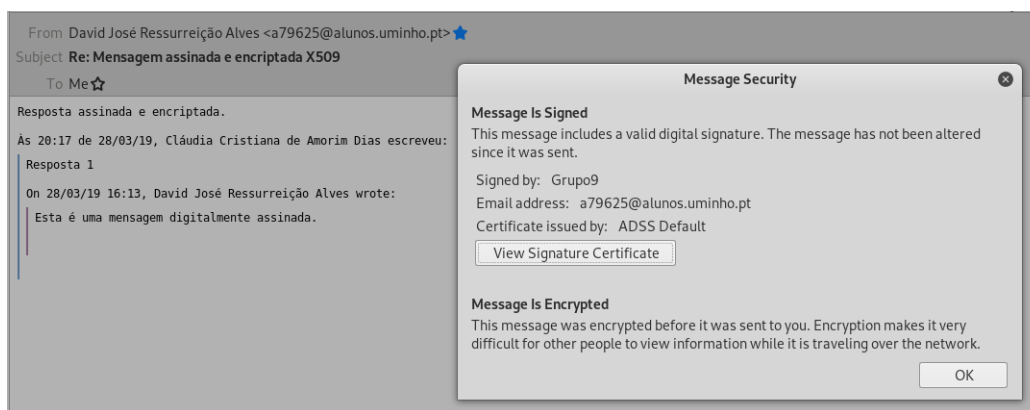 From David José Ressurreição Alves <a79625@alunos.uminho.pt>
Subject Re: Mensagem assinada e encriptada X509
To Me
Resposta assinada e encriptada.
Às 20:17 de 28/03/19, Cláudia Cristiana de Amorim Dias escreveu:
Resposta 1
On 28/03/19 16:13, David José Ressurreição Alves wrote:
Esta é uma mensagem digitalmente assinada.
Message Security
Message Is Signed
This message includes a valid digital signature. The message has not been altered
since it was sent.
Signed by: Grupo9
Email address: a79625@alunos.uminho.pt
Certificate issued by: ADSS Default
View Signature Certificate
Message Is Encrypted
This message was encrypted before it was sent to you. Encryption makes it very
difficult for other people to view information while it is traveling over the network.
OK